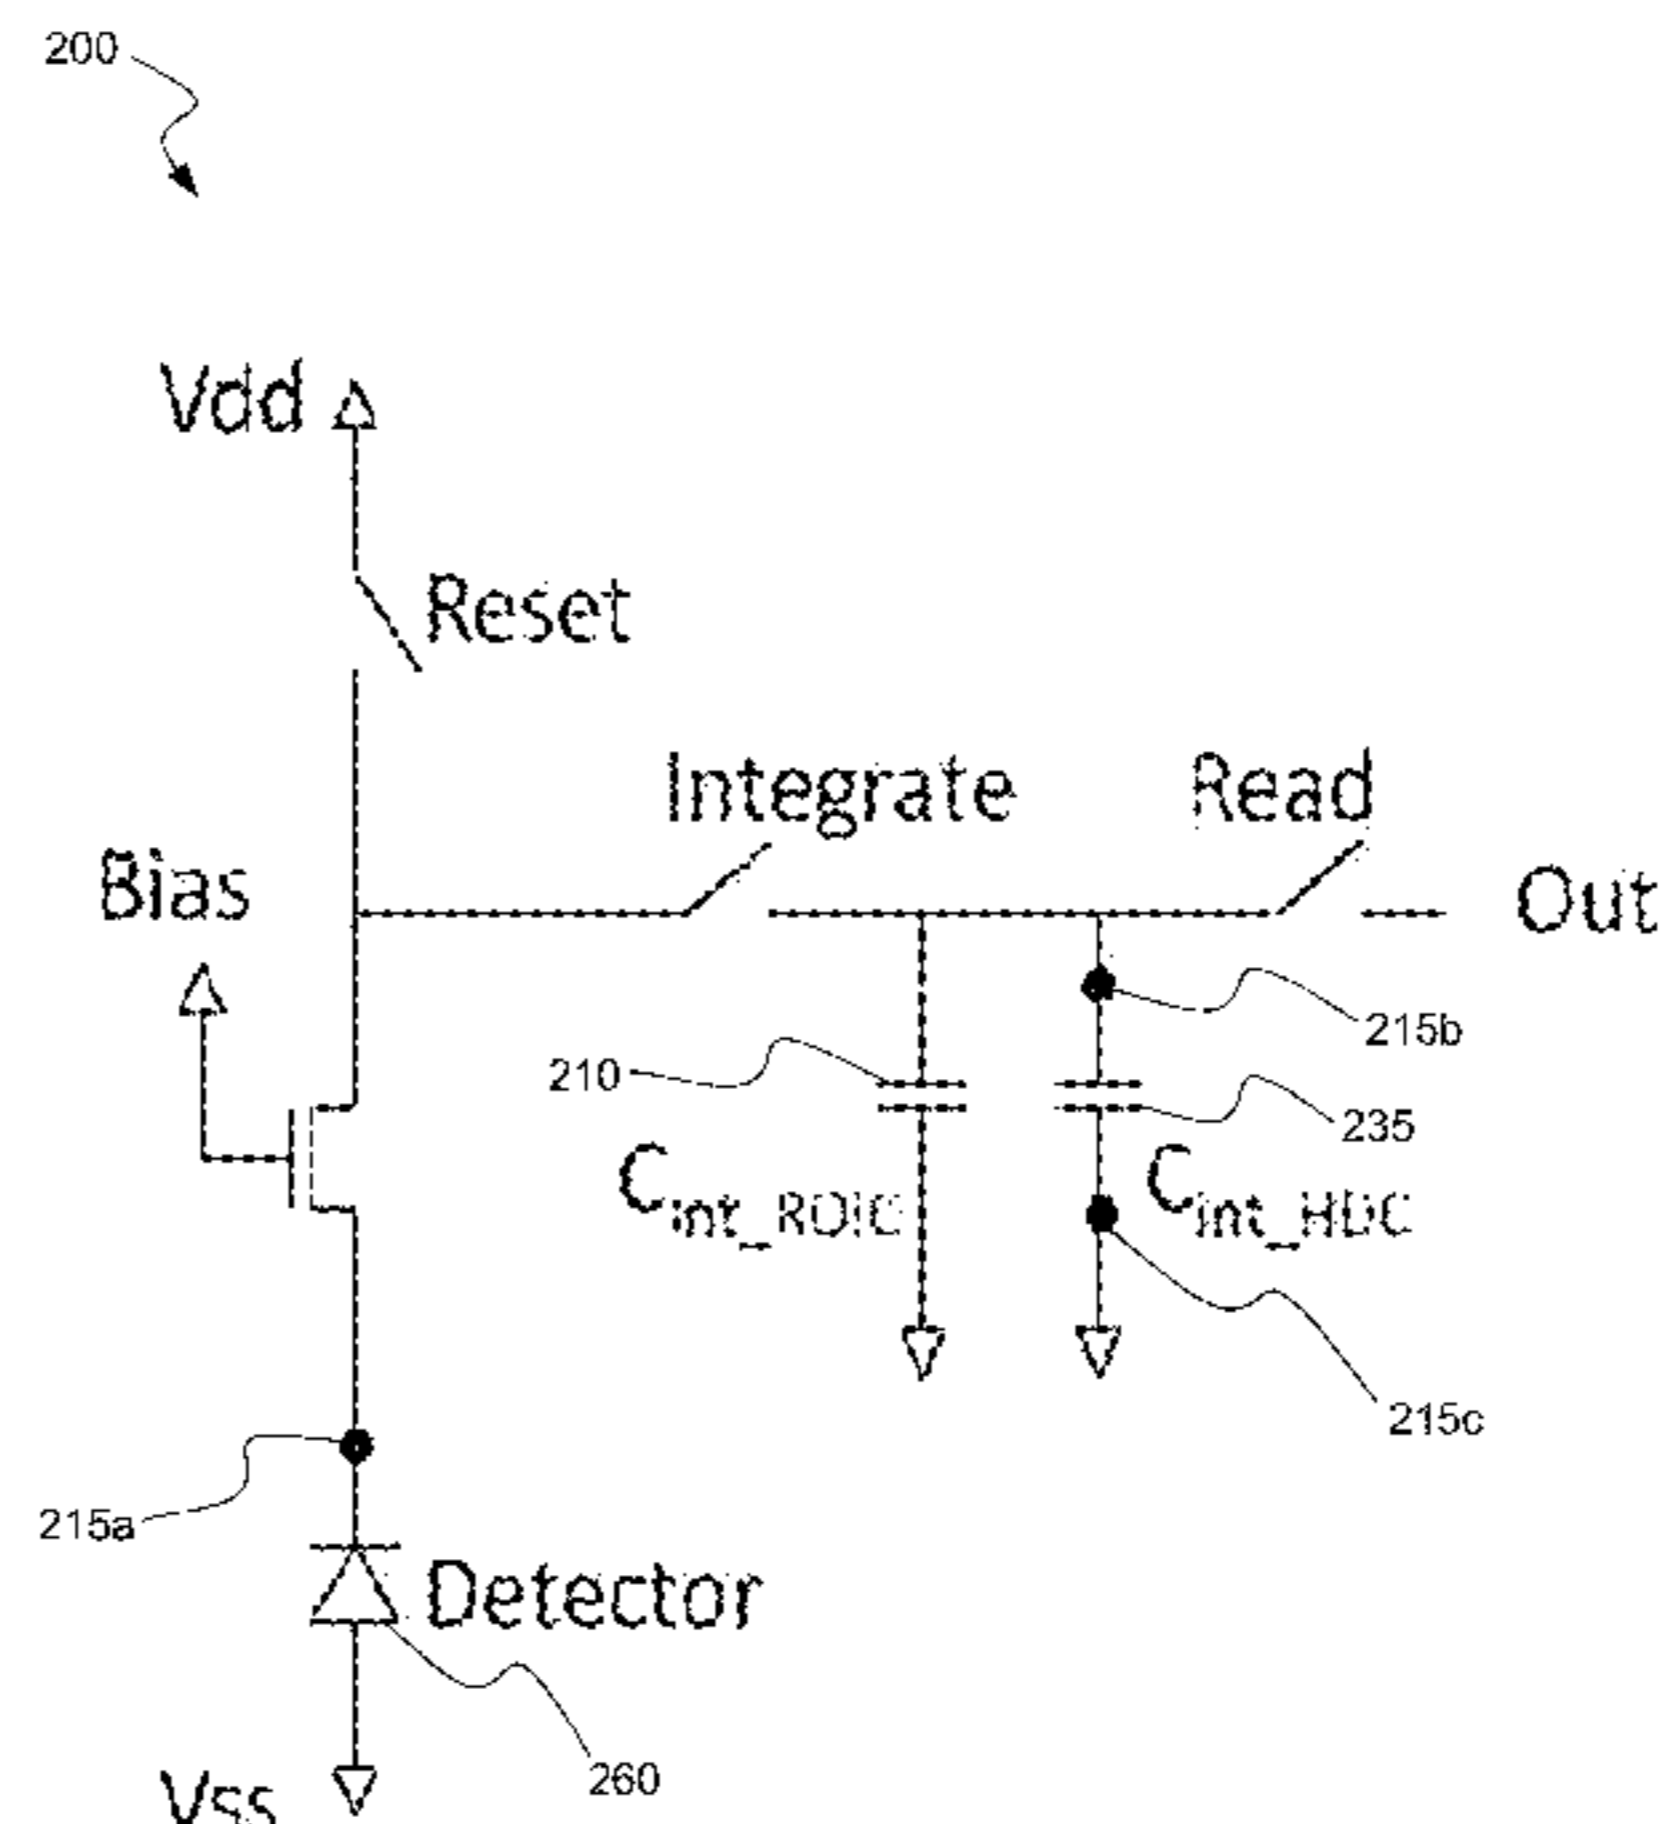 200
Vdd
Reset
Integrate
Read
Bias
Out
215b
210
235
Cint_ROIC
Cint_HDC
215c
215a
Detector
260
Vss